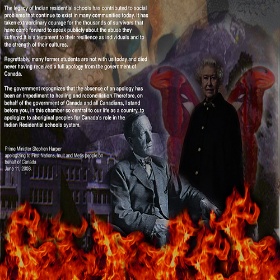 The legacy of Indian residential schools has contributed to social
problems that continue to exist in many communities today. It has
taken extraordinary courage for the thousands of survivors that
have come forward to speak publicly about the abuse they
suffered. It is a testament to their resilience as individuals and to
the strength of their cultures.
Regrettably, many former students are not with us today and died
never having received a full apology from the government of
Canada.
The government recognizes that the absence of an apology has
been an impediment to healing and reconciliation. Therefore, on
behalf of the government of Canada and all Canadians, I stand
before you, in this chamber so central to our life as a country, to
apologize to aboriginal peoples for Canada's role in the
Indian Residential schools system.
Prime Minister Stephen Harper
apologizing to First Nations, Inuit and Metis people on
behalf of Canada
June 11, 2008